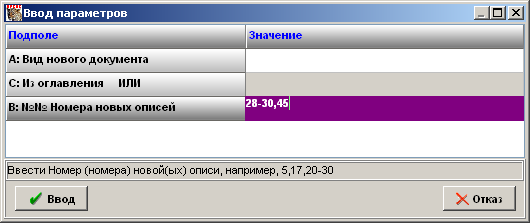 Ввод параметров
Подполе Значение
A: Вид нового документа
C: Из оглавления ИЛИ
B: №№ Номера новых описей 28-30,45
Ввести Номер (номера) новой(ых) описи, например, 5,17,20-30
Ввод Отказ